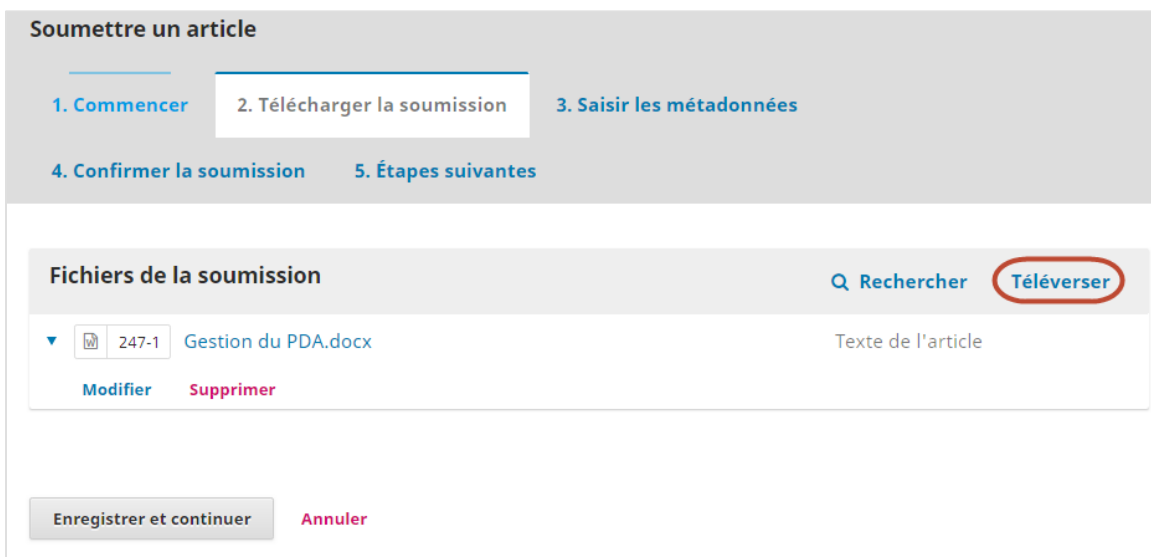 Soumettre un article
1. Commencer 2. Télécharger la soumission 3. Saisir les métadonnées
4. Confirmer la soumission 5. Étapes suivantes
Fichiers de la soumission Rechercher Téléverser
247-1 Gestion du PDA.docx Texte de l'article
Modifier Supprimer
Enregistrer et continuer Annuler